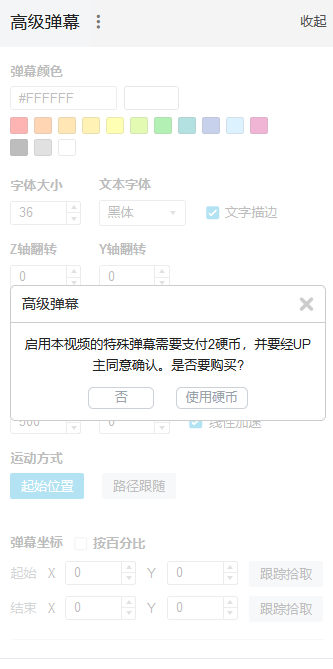 高级弹幕 收起
弹幕颜色
#FFFFFF
字体大小 文本字体
36 黑体 文字描边
Z轴翻转 Y轴翻转
0 0
高级弹幕
启用本视频的特殊弹幕需要支付2硬币，并要经UP
主同意确认。是否要购买?
否 使用硬币
500 0 线性加速
运动方式
起始位置 路径跟随
弹幕坐标 按百分比
起始 X 0 Y 0 跟踪拾取
结束 X 0 Y 0 跟踪拾取